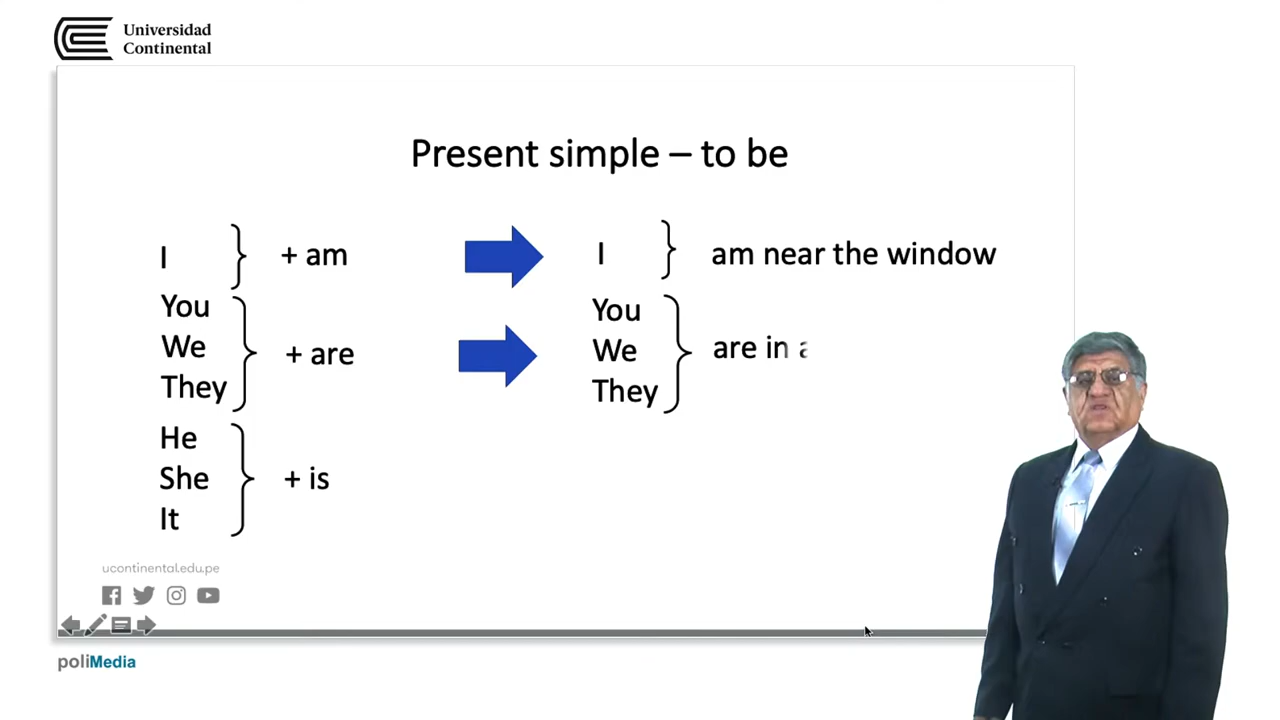 Universidad
Continental
Present simple – to be
I
+ am
I
am near the window
You
We
They
+ are
You
We
They
are in a
He
She
It
+ is
ucontinental.edu.pe
poliMedia